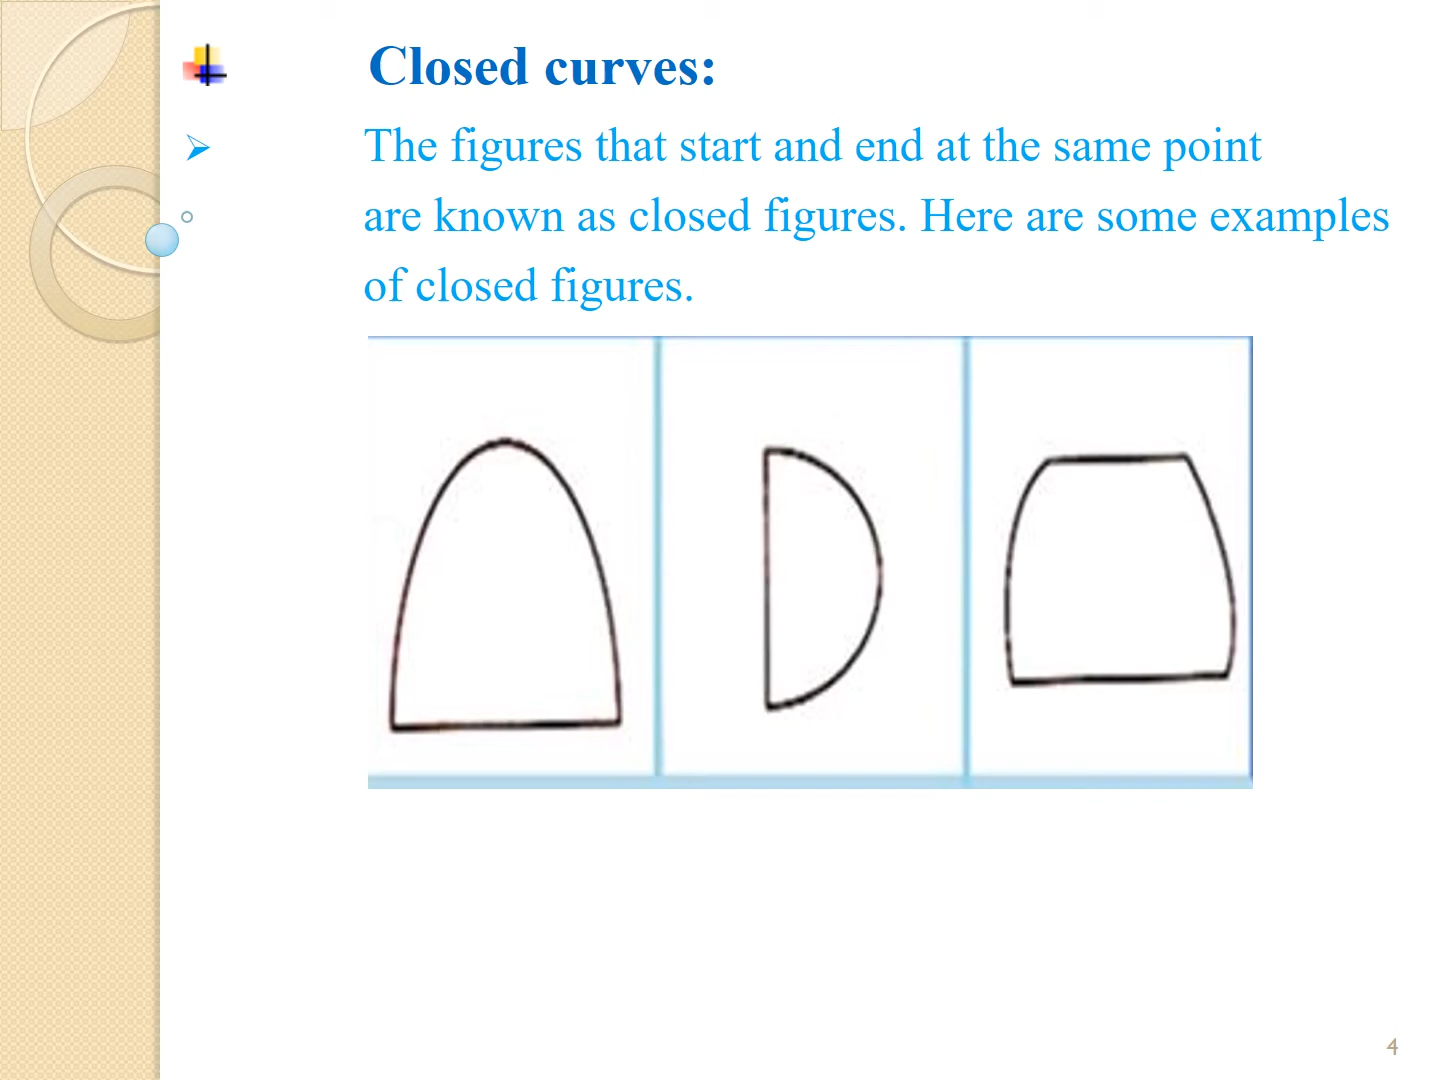 Closed curves:
The figures that start and end at the same point
are known as closed figures. Here are some examples
of closed figures.
4